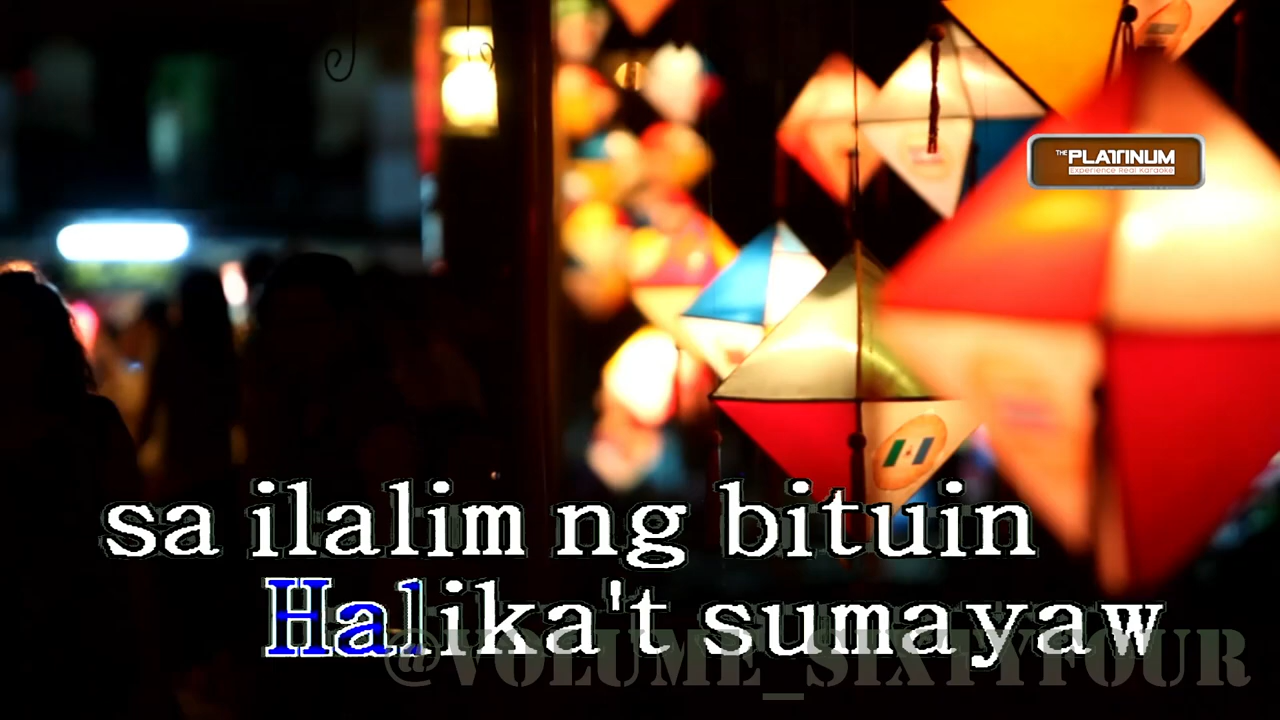 THE PLATINUM
Experience Real Karaoke
sa ilalim ng bituin
Halika't sumayaw
@VOLUME_SIXTYFOUR